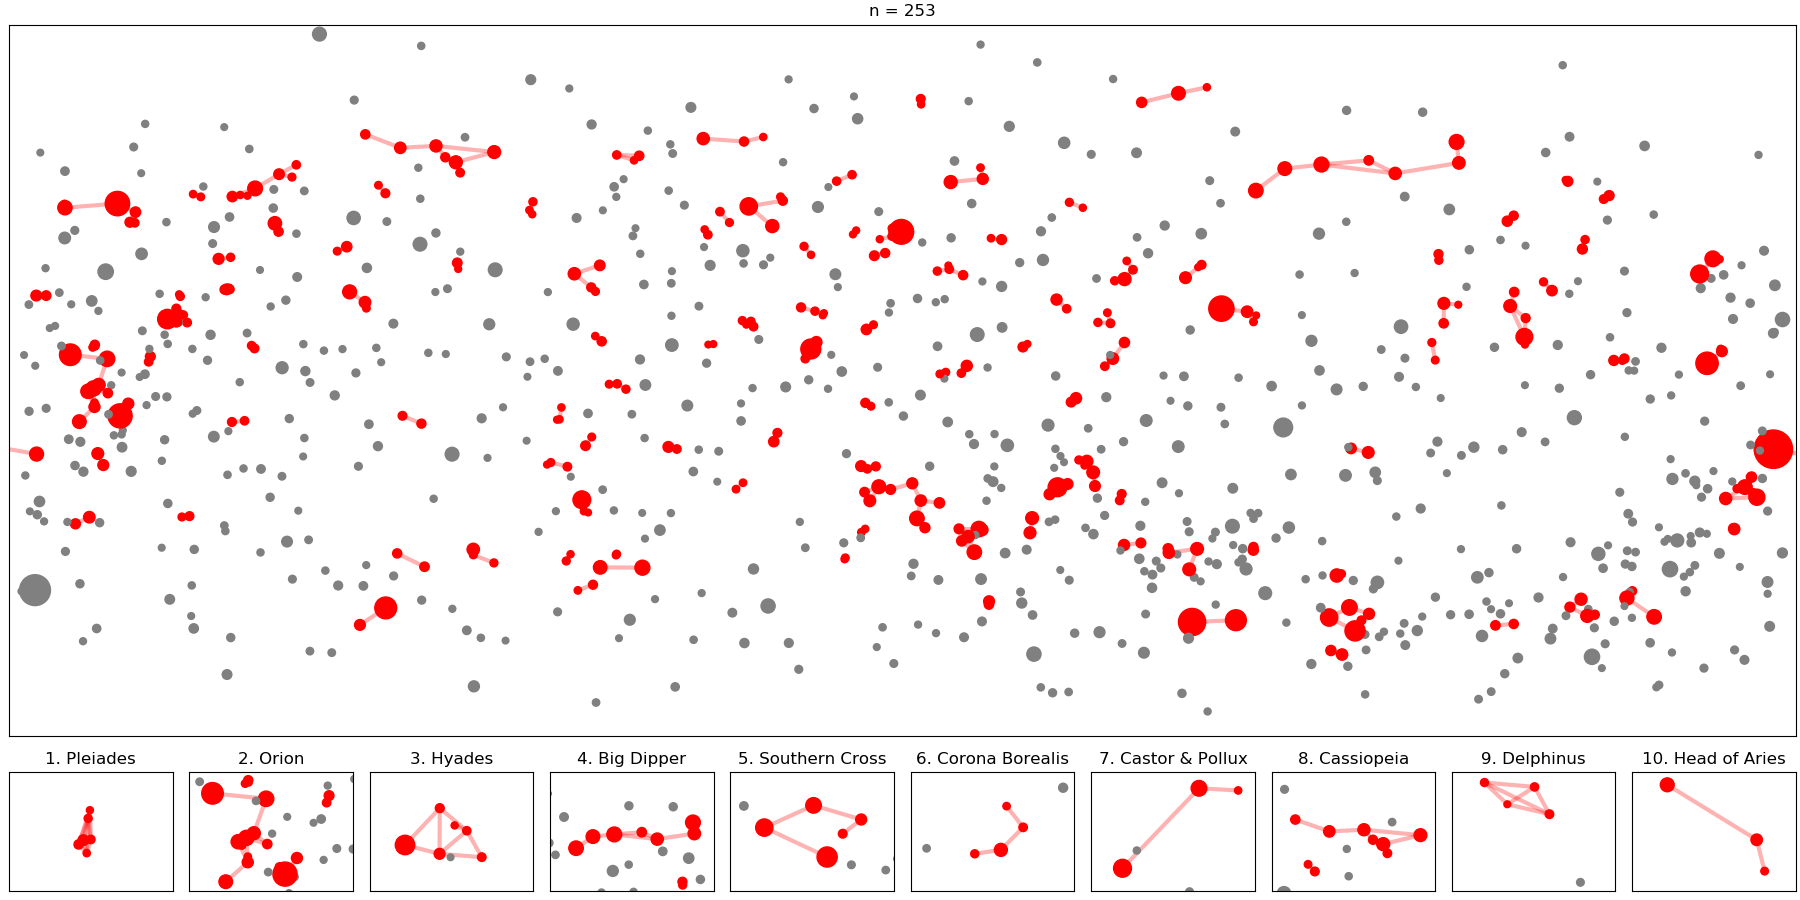 n = 253
1. Pleiades
2. Orion
3. Hyades
4. Big Dipper
5. Southern Cross
6. Corona Borealis
7. Castor & Pollux
8. Cassiopeia
9. Delphinus
10. Head of Aries